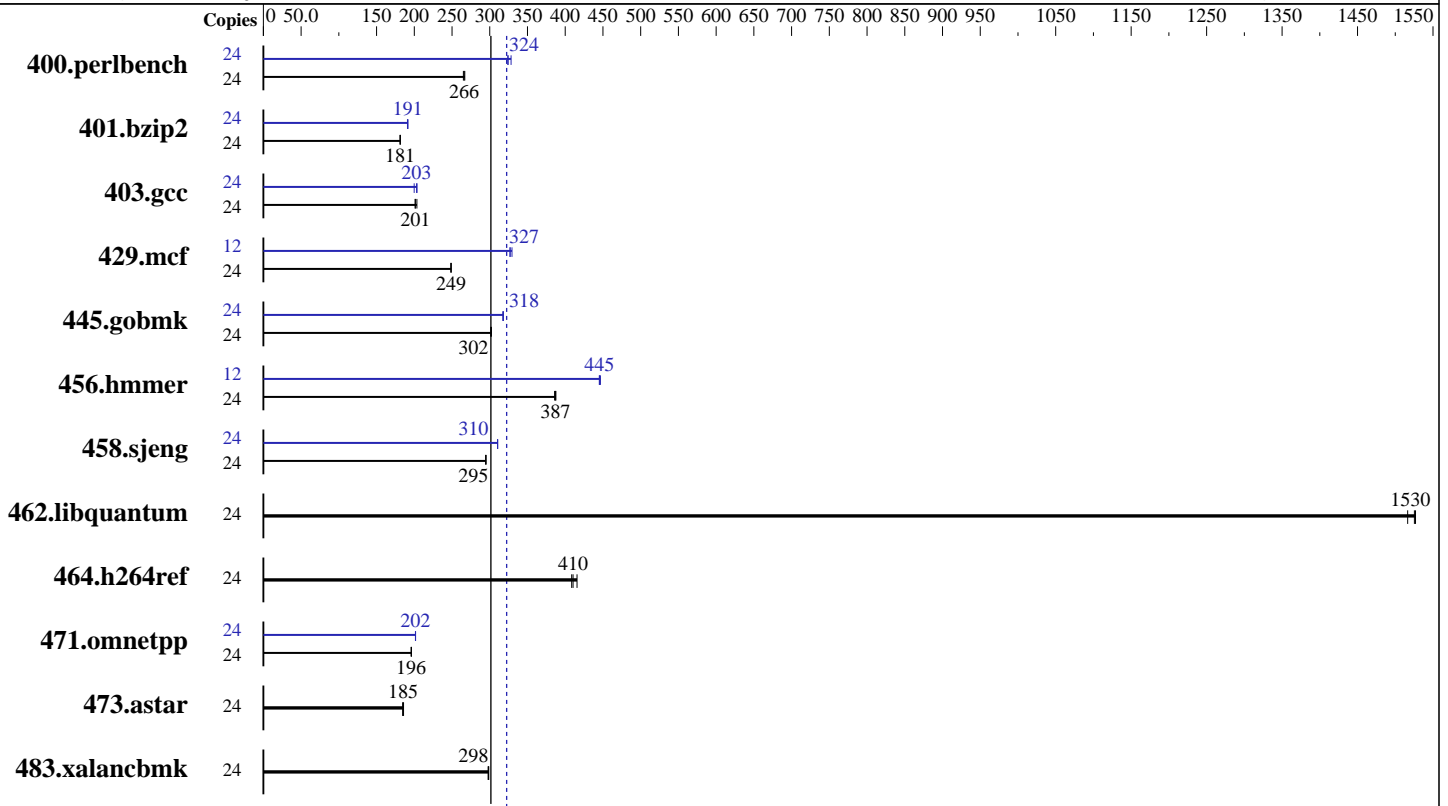 Copies 0 50.0 150 200 250 300 350 400 450 500 550 600 650 700 750 800 850 900 950 1050 1150 1250 1350 1450 1550
400.perlbench 24 324
24 266
401.bzip2 24 191
24 181
403.gcc 24 203
24 201
429.mcf 12 327
24 249
445.gobmk 24 318
24 302
456.hmmer 12 445
24 387
458.sjeng 24 310
24 295
462.libquantum 24 1530
464.h264ref 24 410
471.omnetpp 24 202
24 196
473.astar 24 185
483.xalancbmk 24 298